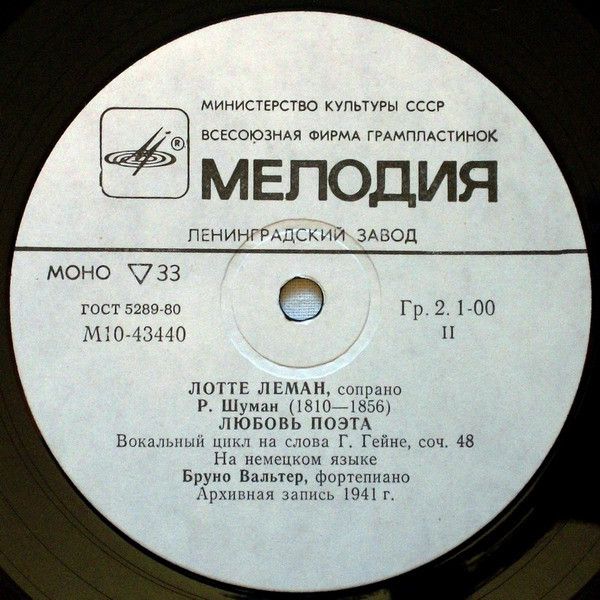 МИНИСТЕРСТВО КУЛЬТУРЫ СССР
ВСЕСОЮЗНАЯ ФИРМА ГРАМПЛАСТИНОК
®
МЕЛОДИЯ
ЛЕНИНГРАДСКИЙ ЗАВОД
МОНО ▽ 33
ГОСТ 5289-80
М10-43440
Гр. 2. 1-00
II
ЛОТТЕ ЛЕМАН, сопрано
Р. Шуман (1810—1856)
ЛЮБОВЬ ПОЭТА
Вокальный цикл на слова Г. Гейне, соч. 48
На немецком языке
Бруно Вальтер, фортепиано
Архивная запись 1941 г.